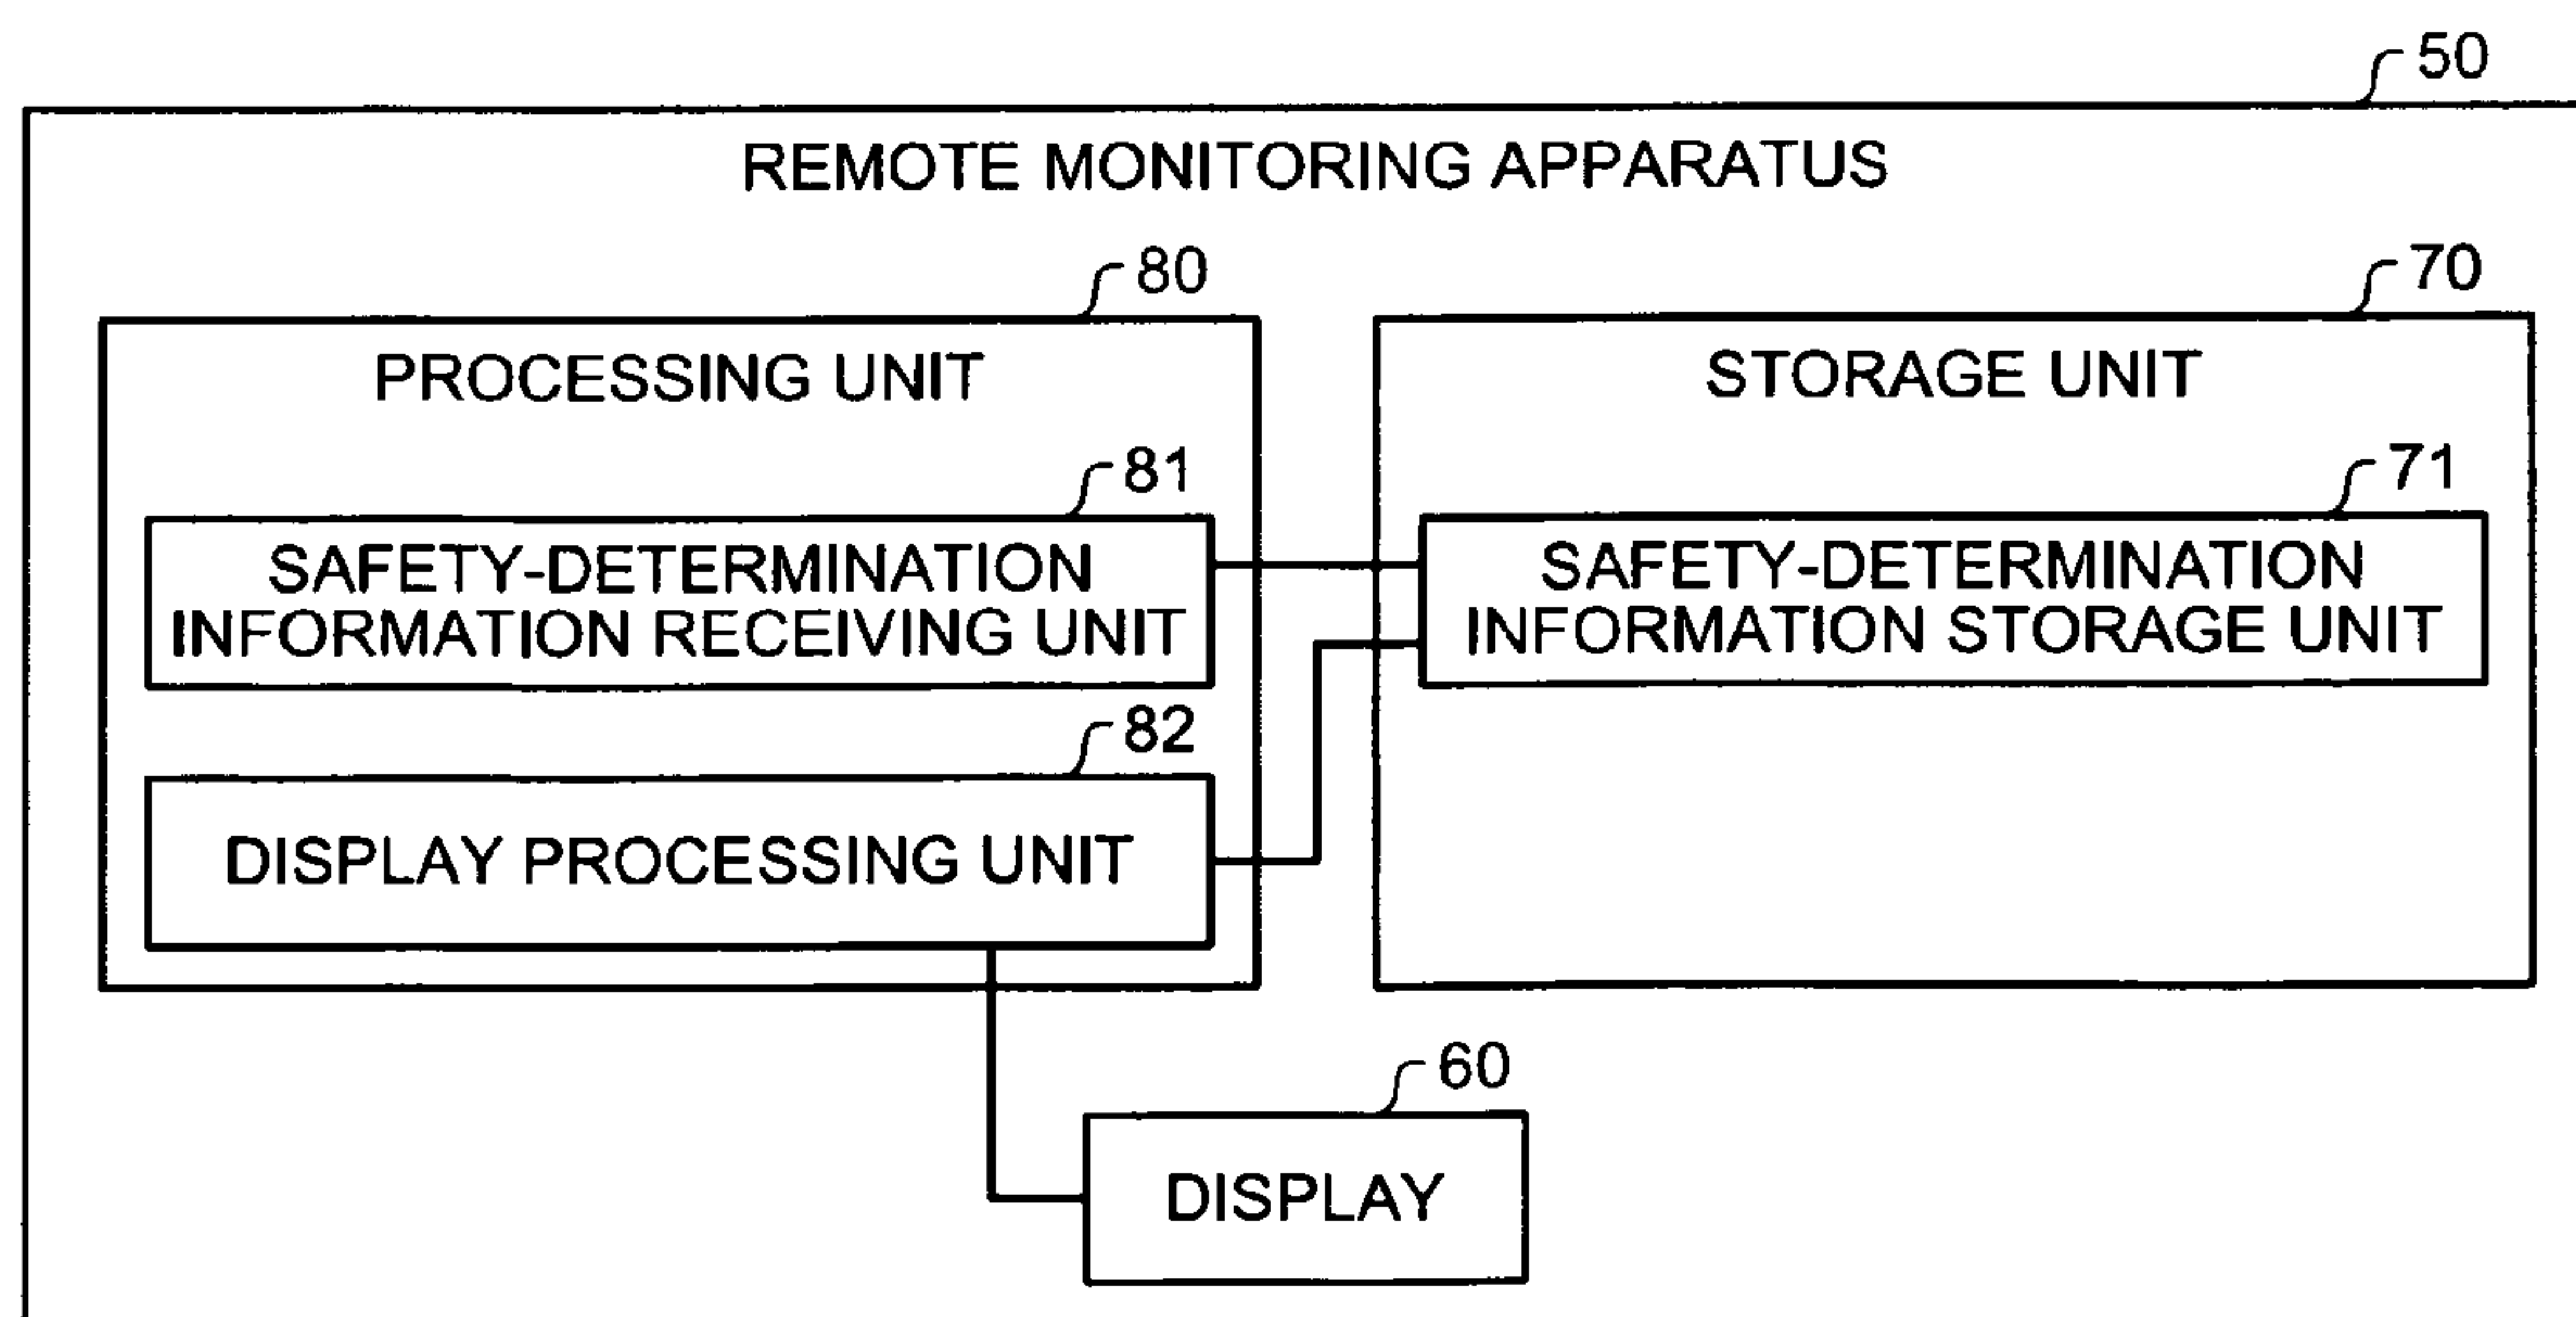 50
REMOTE MONITORING APPARATUS
80
70
PROCESSING UNIT
STORAGE UNIT
81
71
SAFETY-DETERMINATION
INFORMATION RECEIVING UNIT
SAFETY-DETERMINATION
INFORMATION STORAGE UNIT
82
DISPLAY PROCESSING UNIT
60
DISPLAY